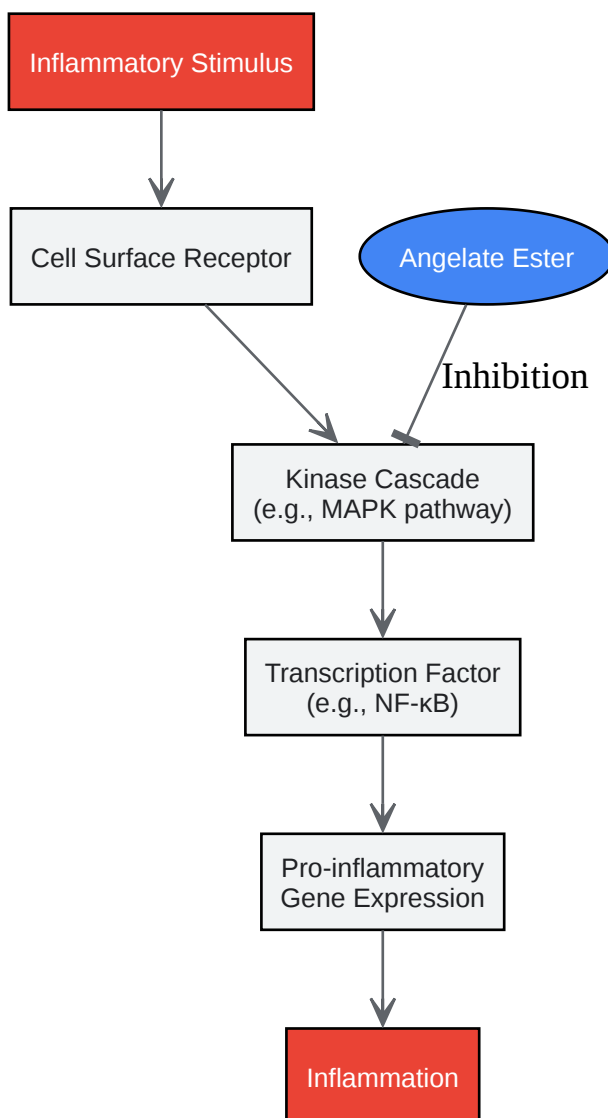 Inflammatory Stimulus
Cell Surface Receptor
Angelate Ester
Inhibition
Kinase Cascade
(e.g., MAPK pathway)
Transcription Factor
(e.g., NF-κB)
Pro-inflammatory
Gene Expression
Inflammation